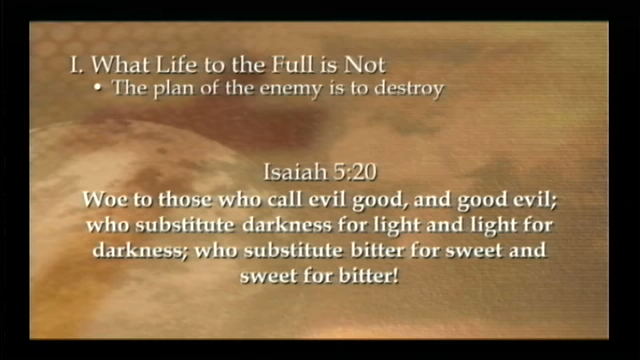 I. What Life to the Full is Not
• The plan of the enemy is to destroy
Isaiah 5:20
Woe to those who call evil good, and good evil;
who substitute darkness for light and light for
darkness; who substitute bitter for sweet and
sweet for bitter!